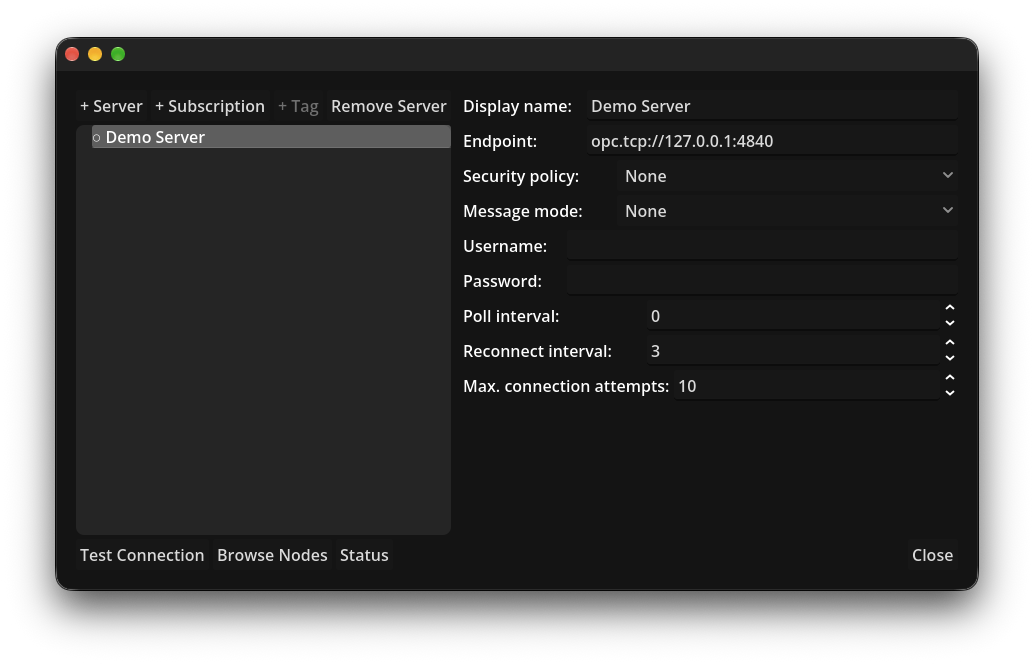 + Server + Subscription + Tag Remove Server
Demo Server
Display name: Demo Server
Endpoint: opc.tcp://127.0.0.1:4840
Security policy: None
Message mode: None
Username:
Password:
Poll interval: 0
Reconnect interval: 3
Max. connection attempts: 10
Test Connection Browse Nodes Status
Close